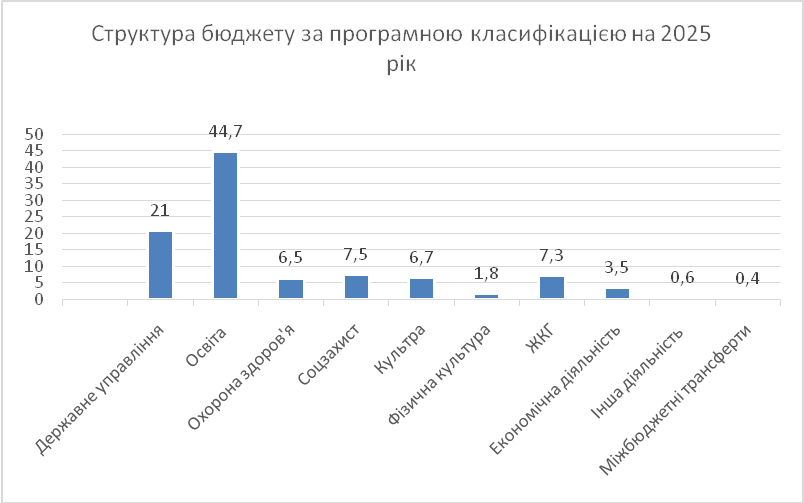 Структура бюджету за програмною класифікацією на 2025
рік
50
45
40
35
30
25
20
15
10
5
0
21
44,7
6,5
7,5
6,7
1,8
7,3
3,5
0,6
0,4
Державне управління
Освіта
Охорона здоров'я
Соцзахист
Культра
Фізична культура
ЖКГ
Економічна діяльність
Інша діяльність
Міжбюджетні трансферти